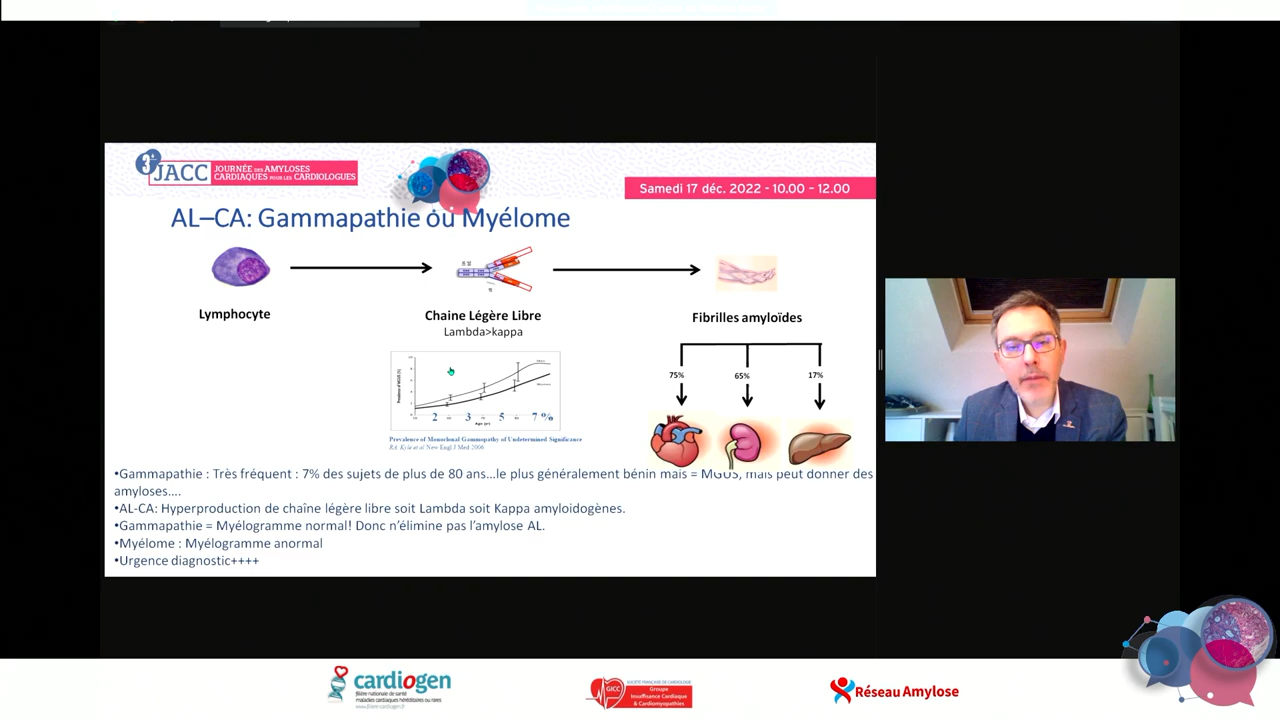 3e
JACC
JOURNÉE DES AMYLOSES
CARDIAQUES POUR LES CARDIOLOGUES
Samedi 17 déc. 2022 - 10.00 – 12.00
AL–CA: Gammapathie ou Myélome
Lymphocyte
Chaine Légère Libre
Lambda>kappa
Fibrilles amyloïdes
75%
65%
17%
2 3 5 7 %
Prevalence of Monoclonal Gammopathy of Undetermined Significance
RA. Kyle et al New Engl J Med 2006
•Gammapathie : Très fréquent : 7% des sujets de plus de 80 ans...le plus généralement bénin mais = MGUS, mais peut donner des
amyloses....
•AL-CA: Hyperproduction de chaîne légère libre soit Lambda soit Kappa amyloidogènes.
•Gammapathie = Myélogramme normal! Donc n'élimine pas l'amylose AL.
•Myélome : Myélogramme anormal
•Urgence diagnostic++++
cardiogen
filière nationale de santé
maladies cardiaques héréditaires ou rares
www.filiere-cardiogen.fr
GICC
SOCIÉTÉ FRANÇAISE DE CARDIOLOGIE
Groupe
Insuffisance Cardiaque
& Cardiomyopathies
Réseau Amylose